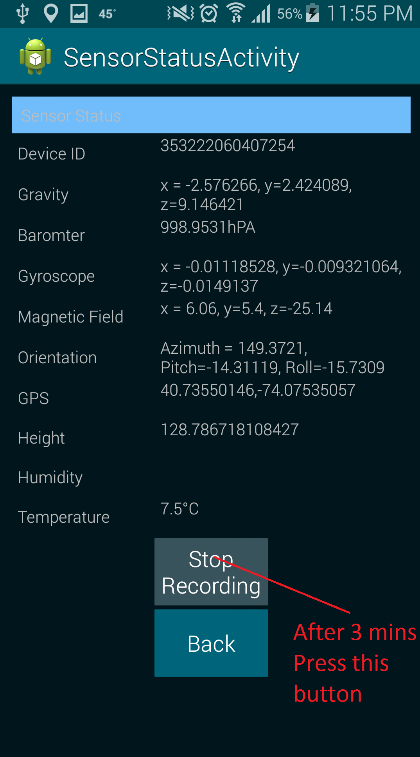 45° 56% 11:55 PM
SensorStatusActivity
Sensor Status
Device ID 353222060407254
Gravity x = -2.576266, y=2.424089,
z=9.146421
Baromter 998.9531hPA
Gyroscope x = -0.01118528, y=-0.009321064,
z=-0.0149137
Magnetic Field x = 6.06, y=5.4, z=-25.14
Orientation Azimuth = 149.3721,
Pitch=-14.31119, Roll=-15.7309
GPS 40.73550146,-74.07535057
Height 128.786718108427
Humidity
Temperature 7.5°C
Stop
Recording
Back
After 3 mins
Press this
button